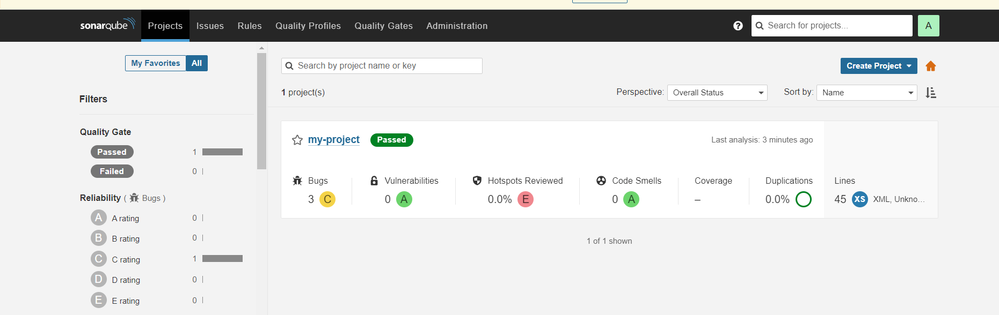 sonarqube Projects Issues Rules Quality Profiles Quality Gates Administration ? Search for projects... A
My Favorites All
Filters
Quality Gate
Passed 1
Failed 0
Reliability ( Bugs )
A A rating 0
B B rating 0
C C rating 1
D D rating 0
E E rating 0
Search by project name or key
Create Project
1 project(s)
Perspective: Overall Status
Sort by: Name
my-project Passed
Last analysis: 3 minutes ago
Bugs Vulnerabilities Hotspots Reviewed Code Smells Coverage Duplications Lines
3 C 0 A 0.0% E 0 A – 0.0% 45 XS XML, Unkno...
1 of 1 shown